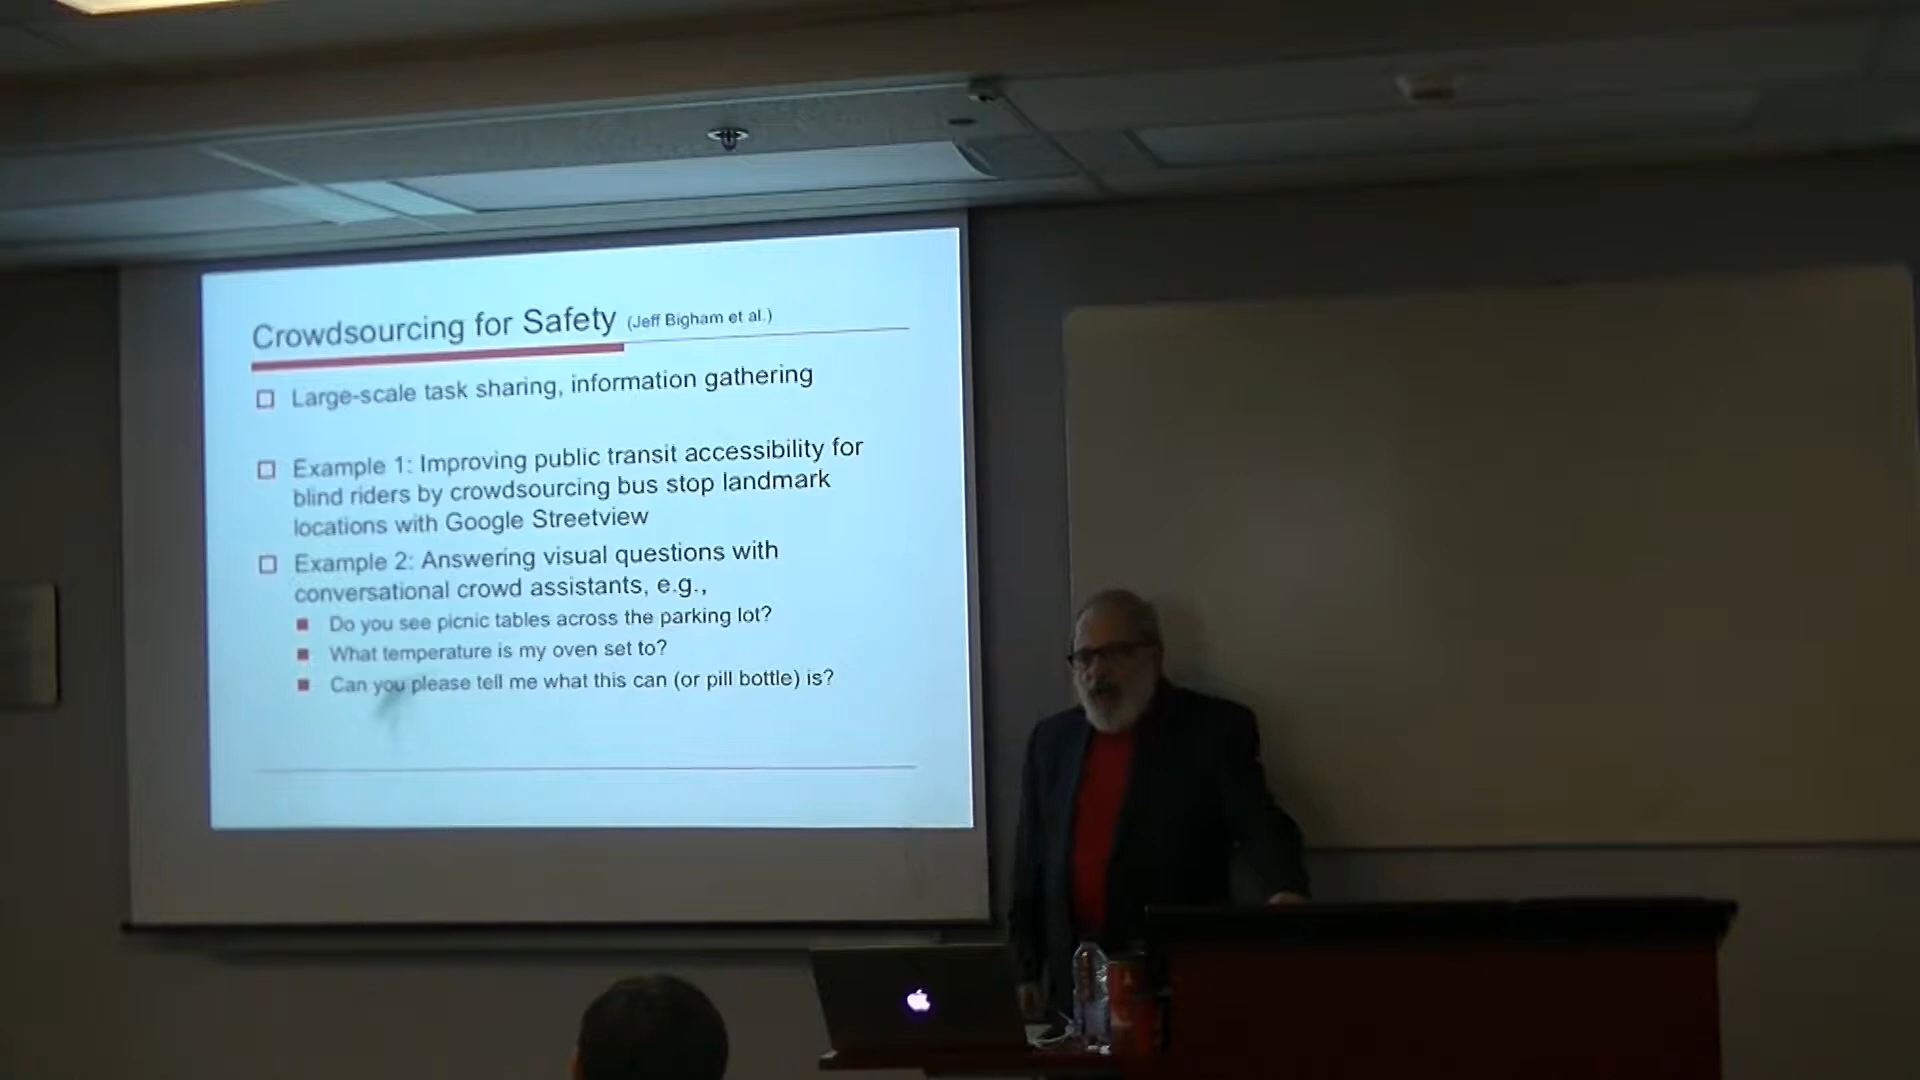 Crowdsourcing for Safety (Jeff Bigham et al.)
Large-scale task sharing, information gathering
Example 1: Improving public transit accessibility for
blind riders by crowdsourcing bus stop landmark
locations with Google Streetview
Example 2: Answering visual questions with
conversational crowd assistants, e.g.,
Do you see picnic tables across the parking lot?
What temperature is my oven set to?
Can you please tell me what this can (or pill bottle) is?